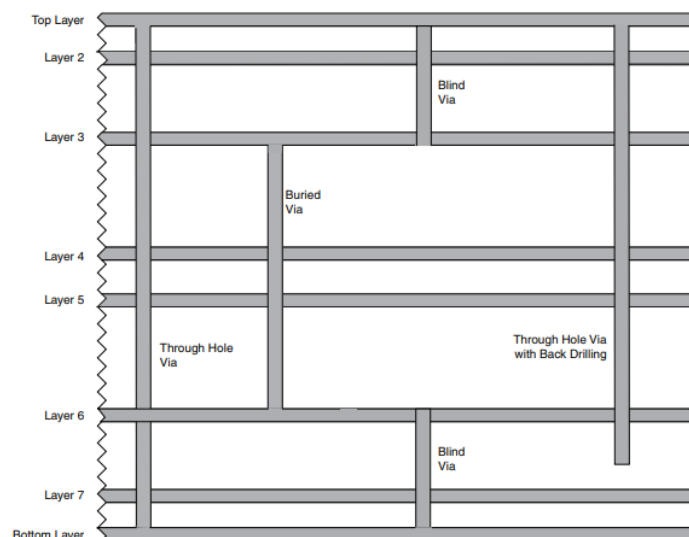 Top Layer
Layer 2
Blind
Via
Layer 3
Buried
Via
Layer 4
Layer 5
Through Hole
Via
Through Hole Via
with Back Drilling
Layer 6
Blind
Via
Layer 7
Bottom Layer